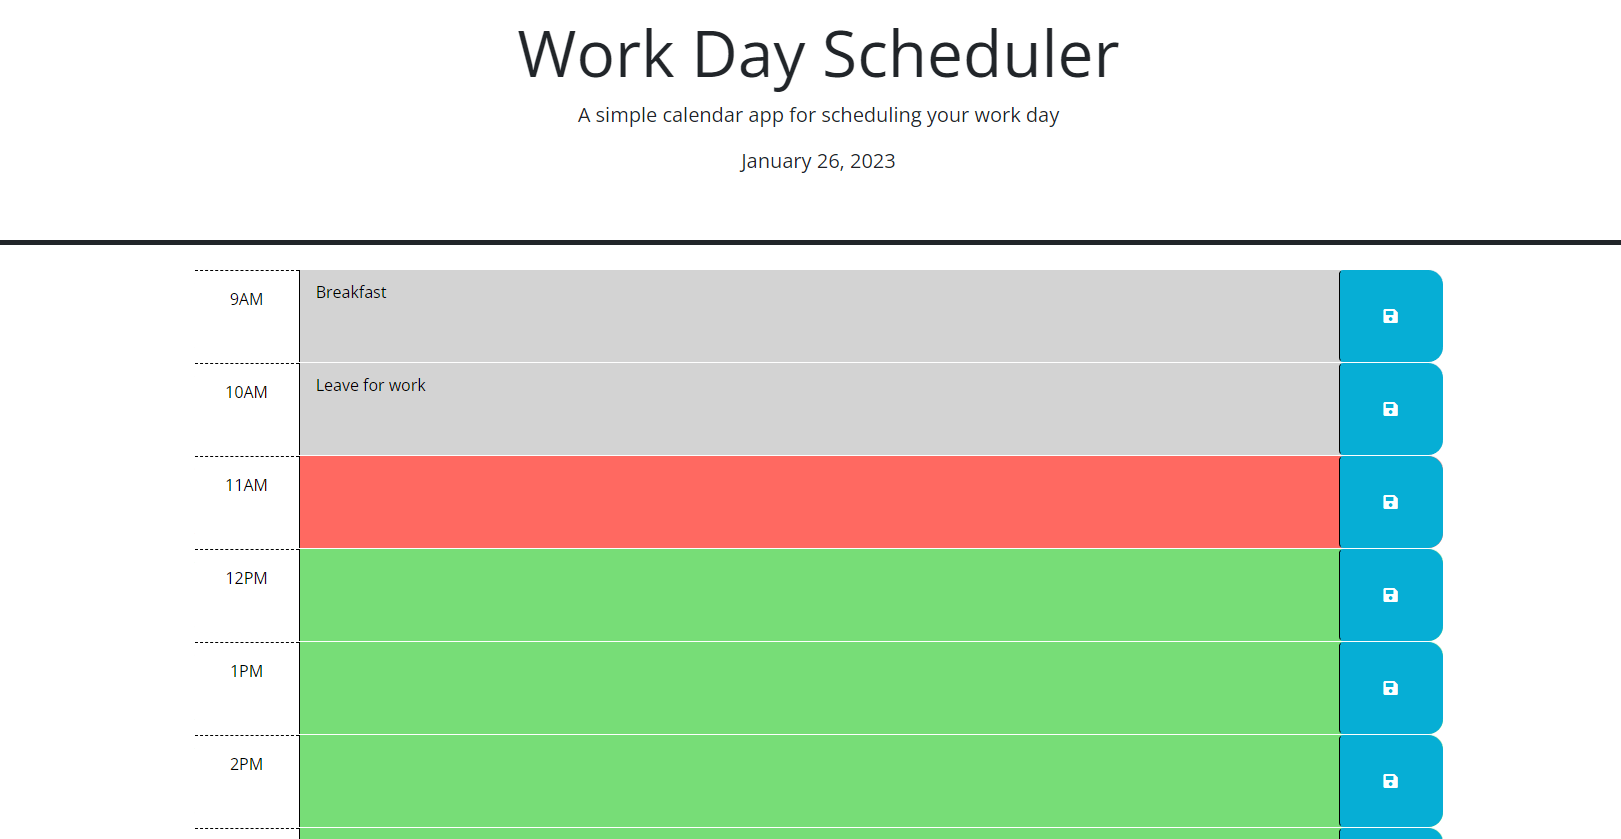 Work Day Scheduler
A simple calendar app for scheduling your work day
January 26, 2023
9AM
Breakfast
10AM
Leave for work
11AM
12PM
1PM
2PM